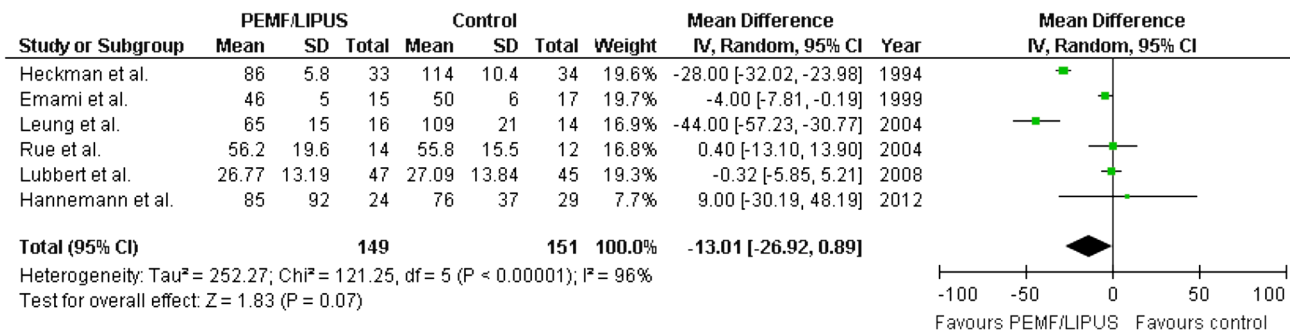 PEMF/LIPUS Control Mean Difference Mean Difference
Study or Subgroup Mean SD Total Mean SD Total Weight IV, Random, 95% CI Year IV, Random, 95% CI
Heckman et al. 86 5.8 33 114 10.4 34 19.6% -28.00 [-32.02, -23.98] 1994
Emami et al. 46 5 15 50 6 17 19.7% -4.00 [-7.81, -0.19] 1999
Leung et al. 65 15 16 109 21 14 16.9% -44.00 [-57.23, -30.77] 2004
Rue et al. 56.2 19.6 14 55.8 15.5 12 16.8% 0.40 [-13.10, 13.90] 2004
Lubbert et al. 26.77 13.19 47 27.09 13.84 45 19.3% -0.32 [-5.85, 5.21] 2008
Hannemann et al. 85 92 24 76 37 29 7.7% 9.00 [-30.19, 48.19] 2012
Total (95% CI) 149 151 100.0% -13.01 [-26.92, 0.89]
Heterogeneity: Tau² = 252.27; Chi² = 121.25, df = 5 (P < 0.00001); I² = 96%
Test for overall effect: Z = 1.83 (P = 0.07)
-100 -50 0 50 100
Favours PEMF/LIPUS Favours control